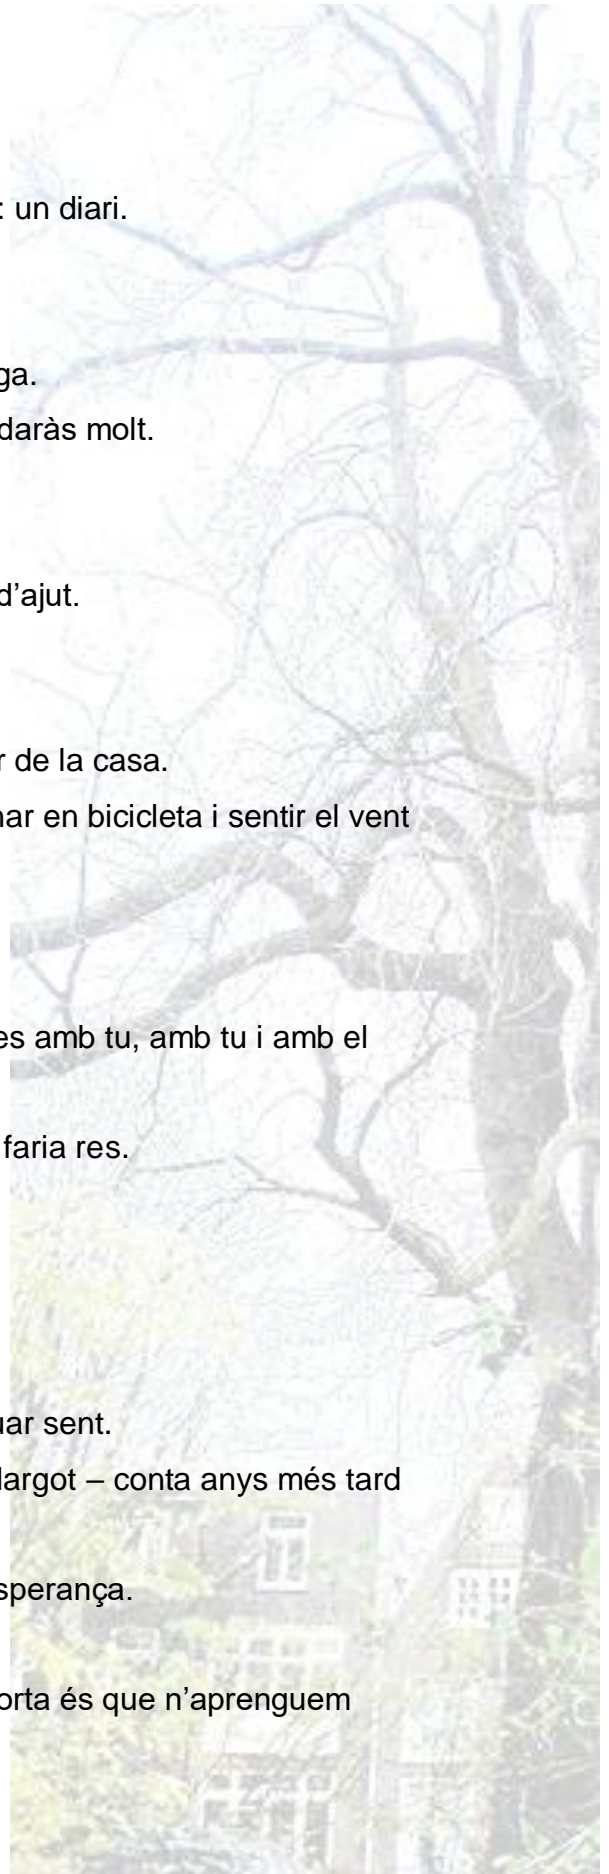 : un diari.
ga.
daràs molt.
d’ajut.
r de la casa.
nar en bicicleta i sentir el vent
es amb tu, amb tu i amb el
faria res.
uar sent.
largot – conta anys més tard
sperança.
orta és que n’aprenguem